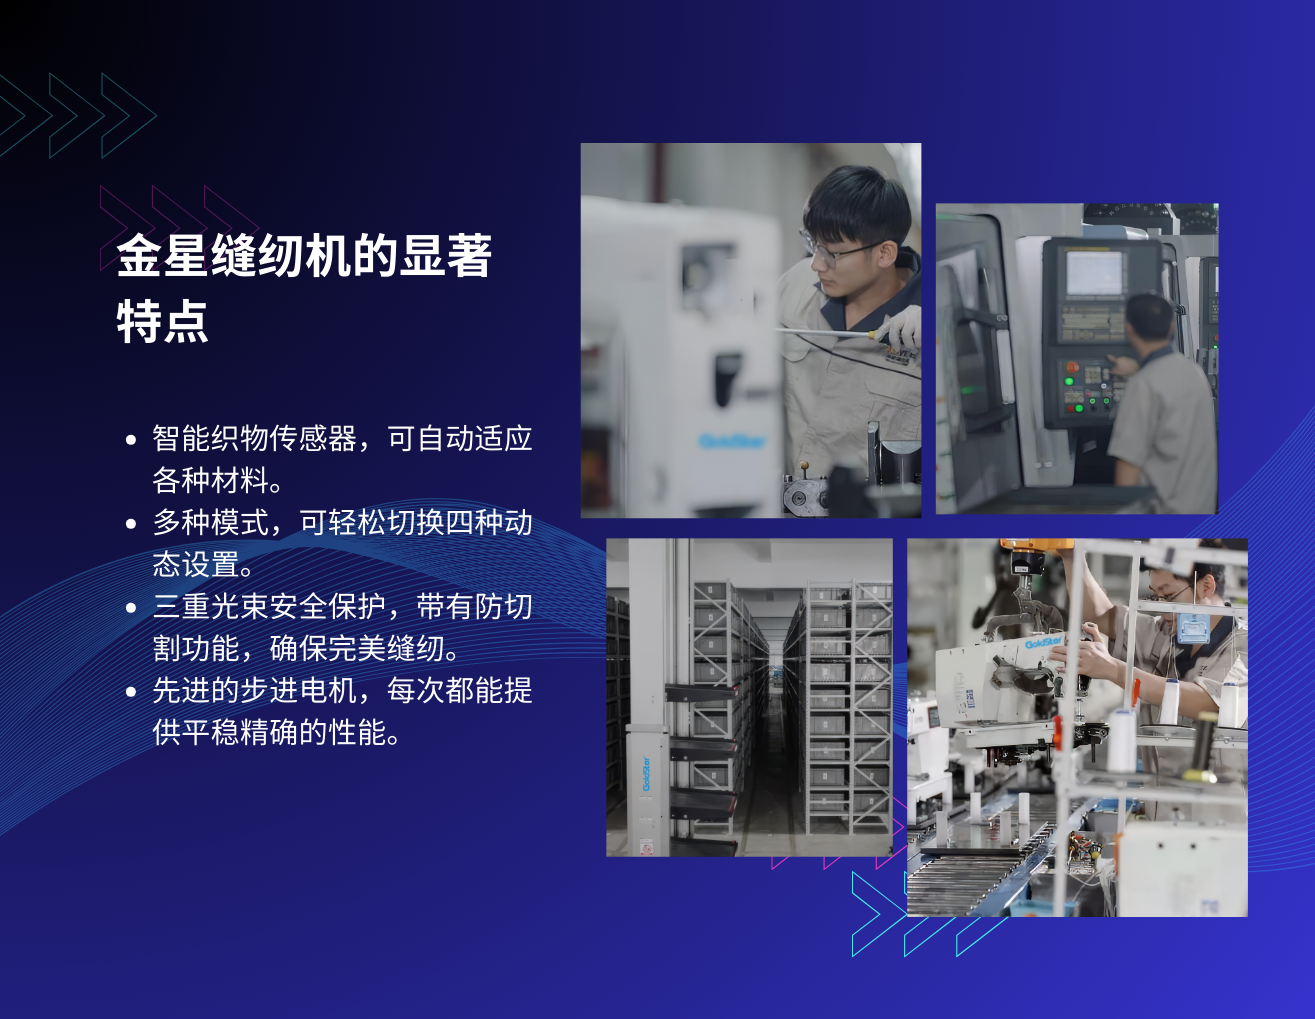 金星缝纫机的显著
特点
智能织物传感器，可自动适应
各种材料。
多种模式，可轻松切换四种动
态设置。
三重光束安全保护，带有防切
割功能，确保完美缝纫。
先进的步进电机，每次都能提
供平稳精确的性能。
GoldStar
GoldStar
GoldStar